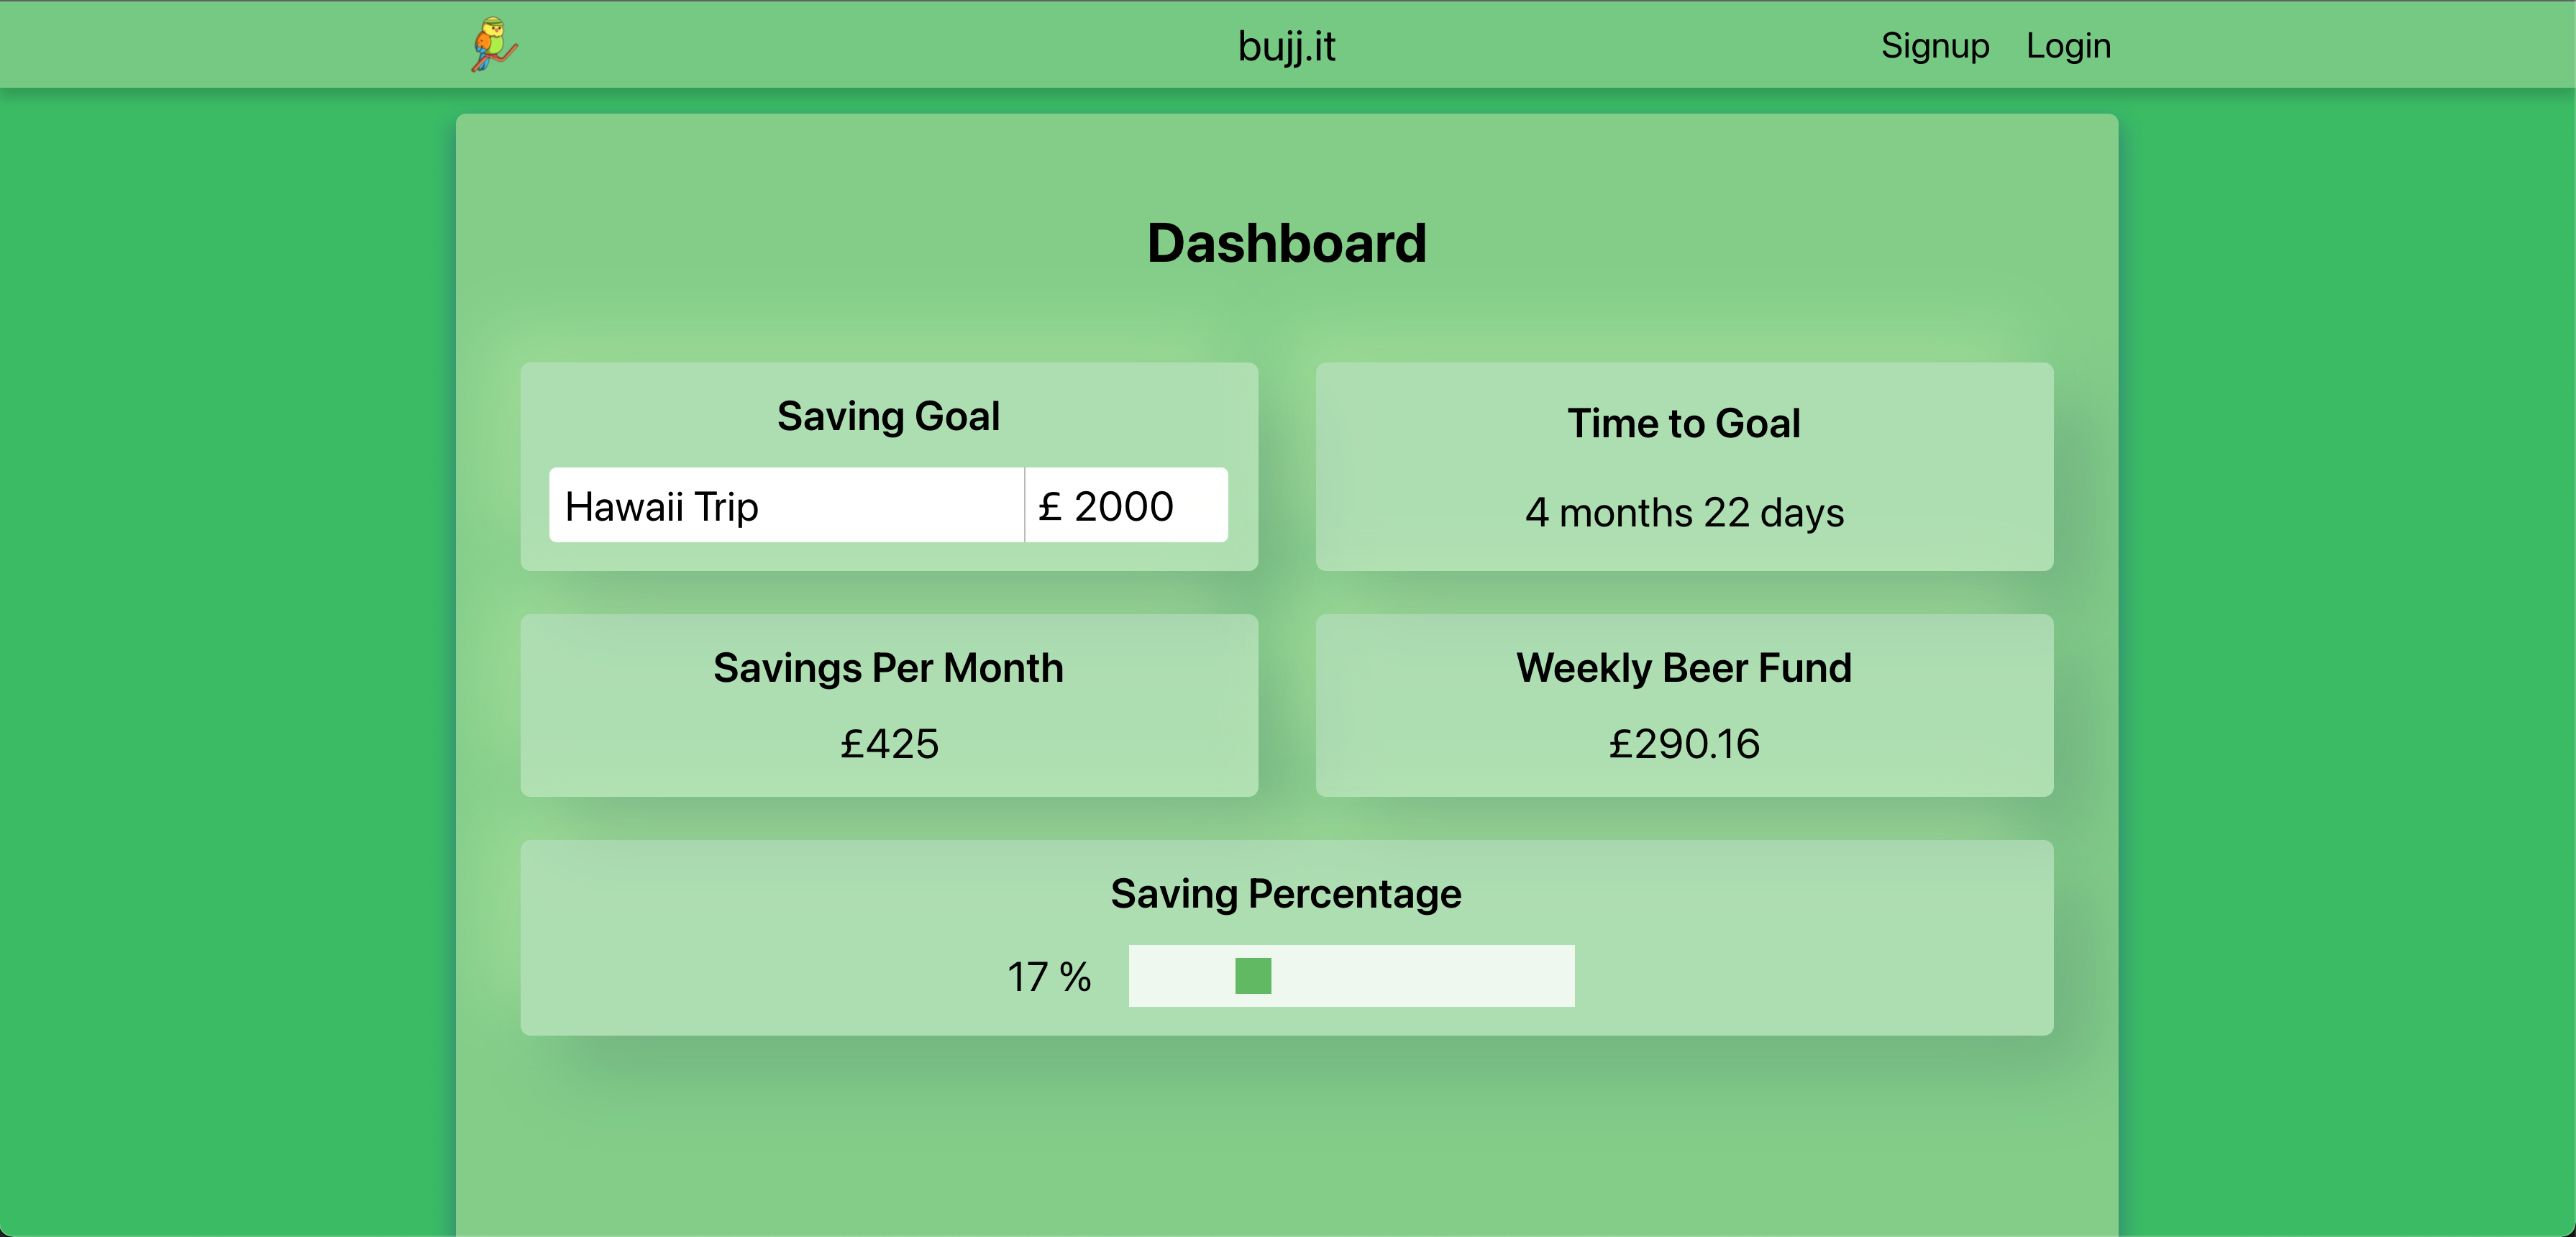 bujj.it
Signup Login
Dashboard
Saving Goal
Hawaii Trip £ 2000
Time to Goal
4 months 22 days
Savings Per Month
£425
Weekly Beer Fund
£290.16
Saving Percentage
17 %